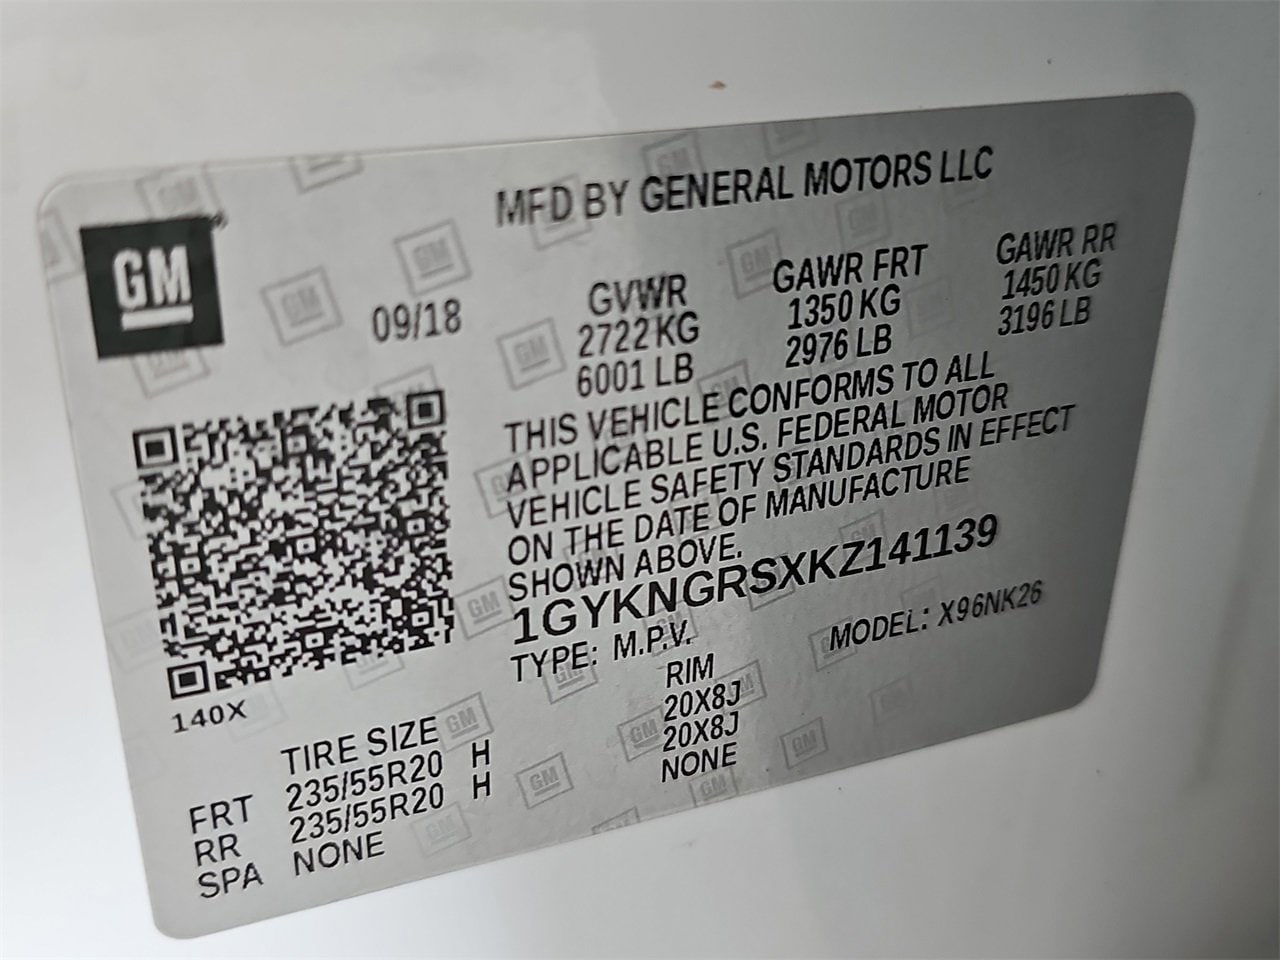 GM
MFD BY GENERAL MOTORS LLC
09/18
GVWR GAWR FRT GAWR RR
2722 KG 1350 KG 1450 KG
6001 LB 2976 LB 3196 LB
THIS VEHICLE CONFORMS TO ALL
APPLICABLE U.S. FEDERAL MOTOR
VEHICLE SAFETY STANDARDS IN EFFECT
ON THE DATE OF MANUFACTURE
SHOWN ABOVE.
1GYKNGRSXKZ141139
TYPE: M.P.V. MODEL: X96NK26
140X
TIRE SIZE RIM
FRT 235/55R20 H 20X8J
RR 235/55R20 H 20X8J
SPA NONE NONE